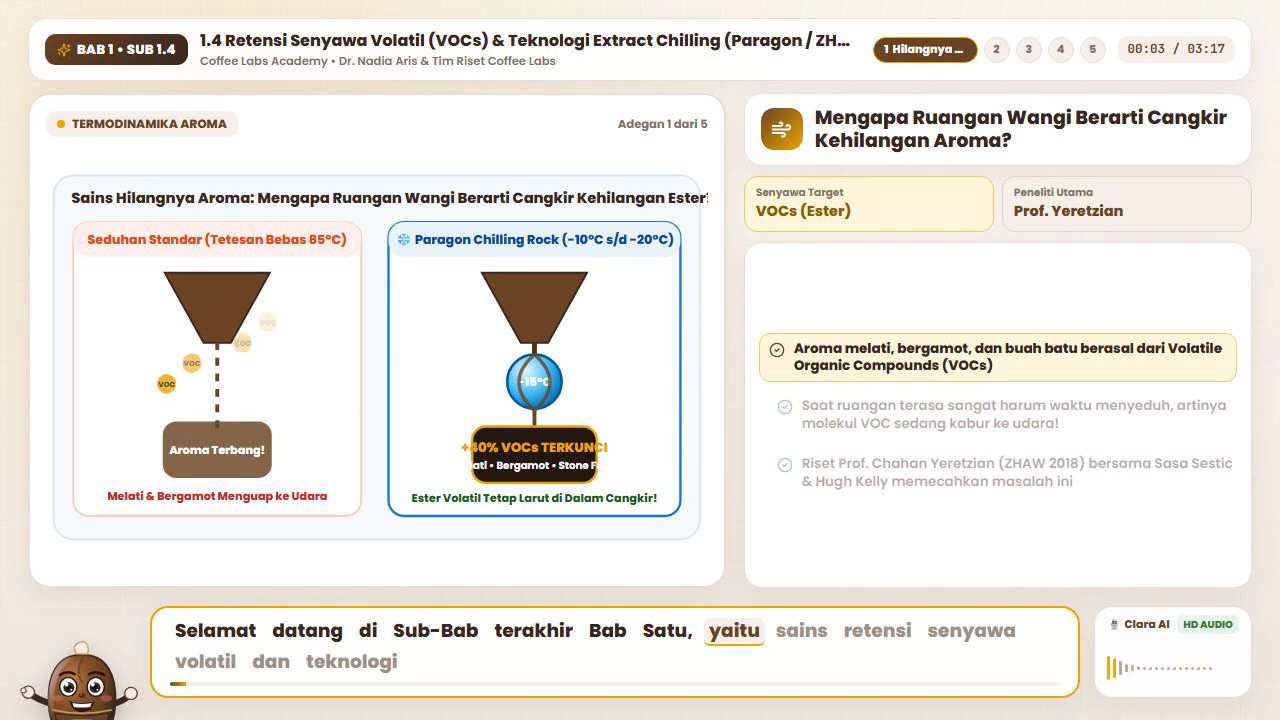 BAB 1 • SUB 1.4
1.4 Retensi Senyawa Volatil (VOCs) & Teknologi Extract Chilling (Paragon / ZH...
Coffee Labs Academy • Dr. Nadia Aris & Tim Riset Coffee Labs
1 Hilangnya ...
2
3
4
5
00:03 / 03:17
TERMODINAMIKA AROMA
Adegan 1 dari 5
Sains Hilangnya Aroma: Mengapa Ruangan Wangi Berarti Cangkir Kehilangan Ester?
Seduhan Standar (Tetesan Bebas 85°C)
VOC
VOC
VOC
VOC
Aroma Terbang!
Melati & Bergamot Menguap ke Udara
Paragon Chilling Rock (-10°C s/d -20°C)
-15°C
+40% VOCs TERKUNCI
ati • Bergamot • Stone F
Ester Volatil Tetap Larut di Dalam Cangkir!
Mengapa Ruangan Wangi Berarti Cangkir
Kehilangan Aroma?
Senyawa Target
VOCs (Ester)
Peneliti Utama
Prof. Yeretzian
Aroma melati, bergamot, dan buah batu berasal dari Volatile
Organic Compounds (VOCs)
Saat ruangan terasa sangat harum waktu menyeduh, artinya
molekul VOC sedang kabur ke udara!
Riset Prof. Chahan Yeretzian (ZHAW 2018) bersama Sasa Sestic
& Hugh Kelly memecahkan masalah ini
Selamat datang di Sub-Bab terakhir Bab Satu, yaitu sains retensi senyawa
volatil dan teknologi
Clara AI
HD AUDIO